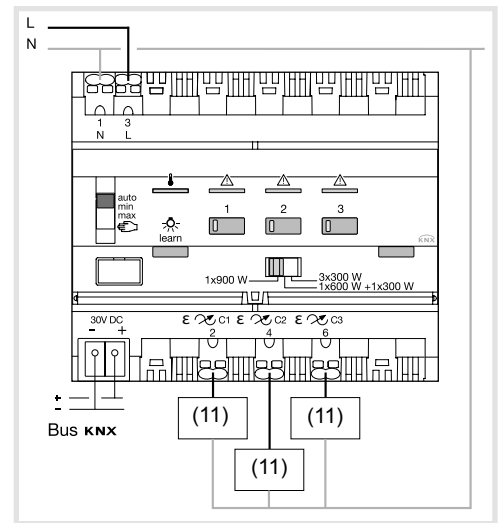 L
N
1 3
N L
auto
min
max
learn
1 2 3
KNX
1x900 W
3x300 W
1x600 W +1x300 W
30V DC
- +
ε C1 ε C2 ε C3
2 4 6
+
-
Bus KNX
(11) (11)
(11)